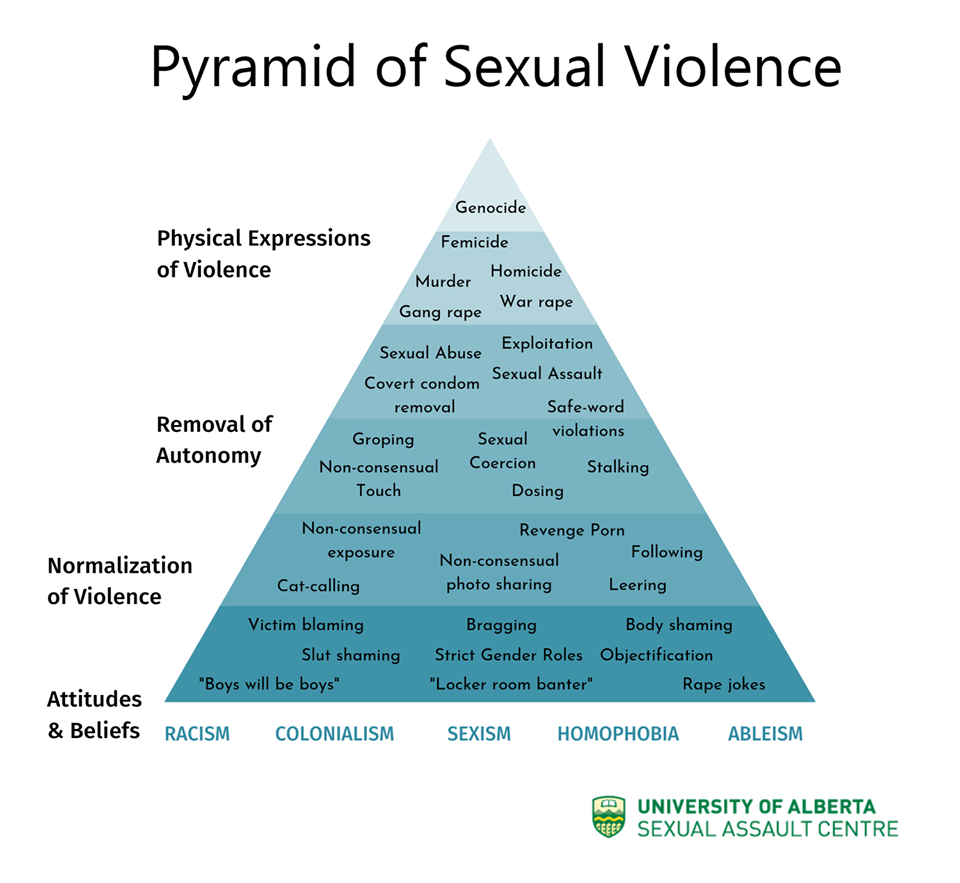 Pyramid of Sexual Violence
Genocide
Physical Expressions
of Violence
Femicide
Homicide
Murder
War rape
Gang rape
Exploitation
Sexual Abuse
Sexual Assault
Covert condom
removal
Safe-word
violations
Removal of
Autonomy
Groping
Sexual
Coercion
Non-consensual
Touch
Stalking
Dosing
Non-consensual
exposure
Revenge Porn
Following
Non-consensual
photo sharing
Cat-calling
Leering
Normalization
of Violence
Victim blaming
Bragging
Body shaming
Slut shaming
Strict Gender Roles
Objectification
"Boys will be boys"
"Locker room banter"
Rape jokes
Attitudes
& Beliefs
RACISM
COLONIALISM
SEXISM
HOMOPHOBIA
ABLEISM
UNIVERSITY OF ALBERTA
SEXUAL ASSAULT CENTRE